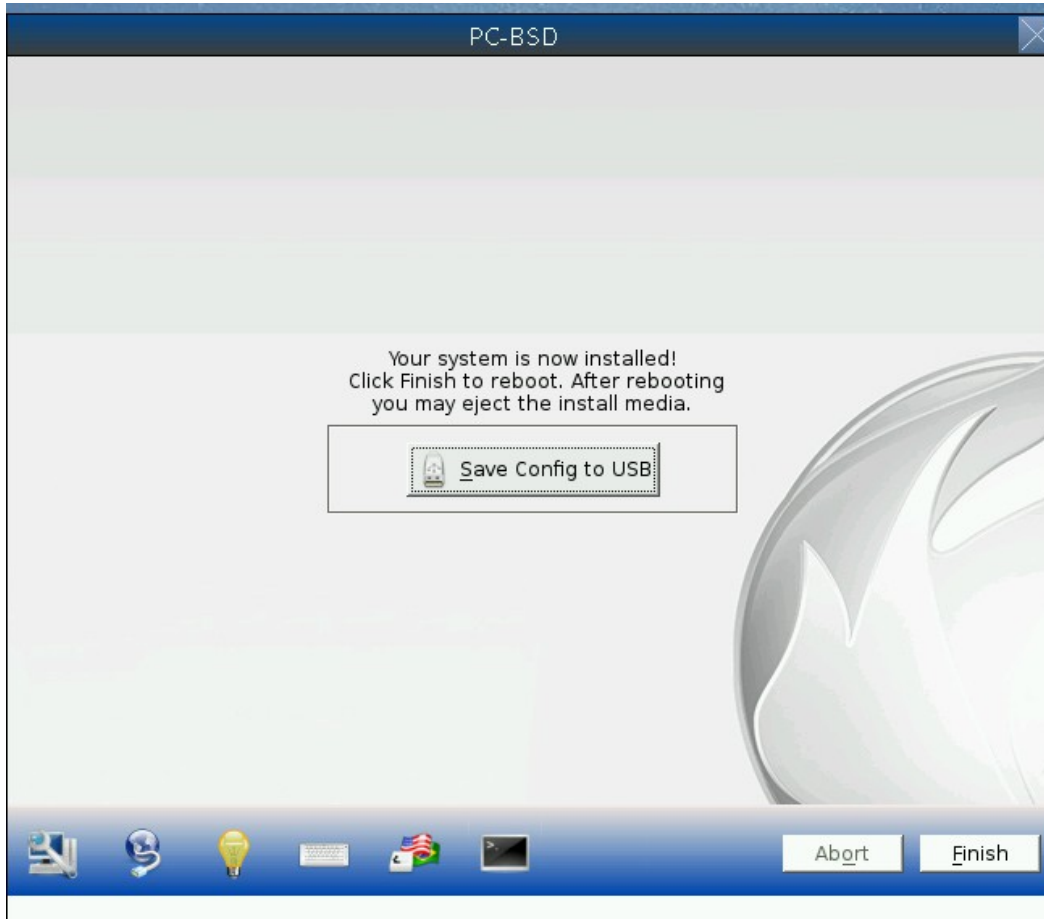 PC-BSD
Your system is now installed!
Click Finish to reboot. After rebooting
you may eject the install media.
Save Config to USB
Abort
Finish